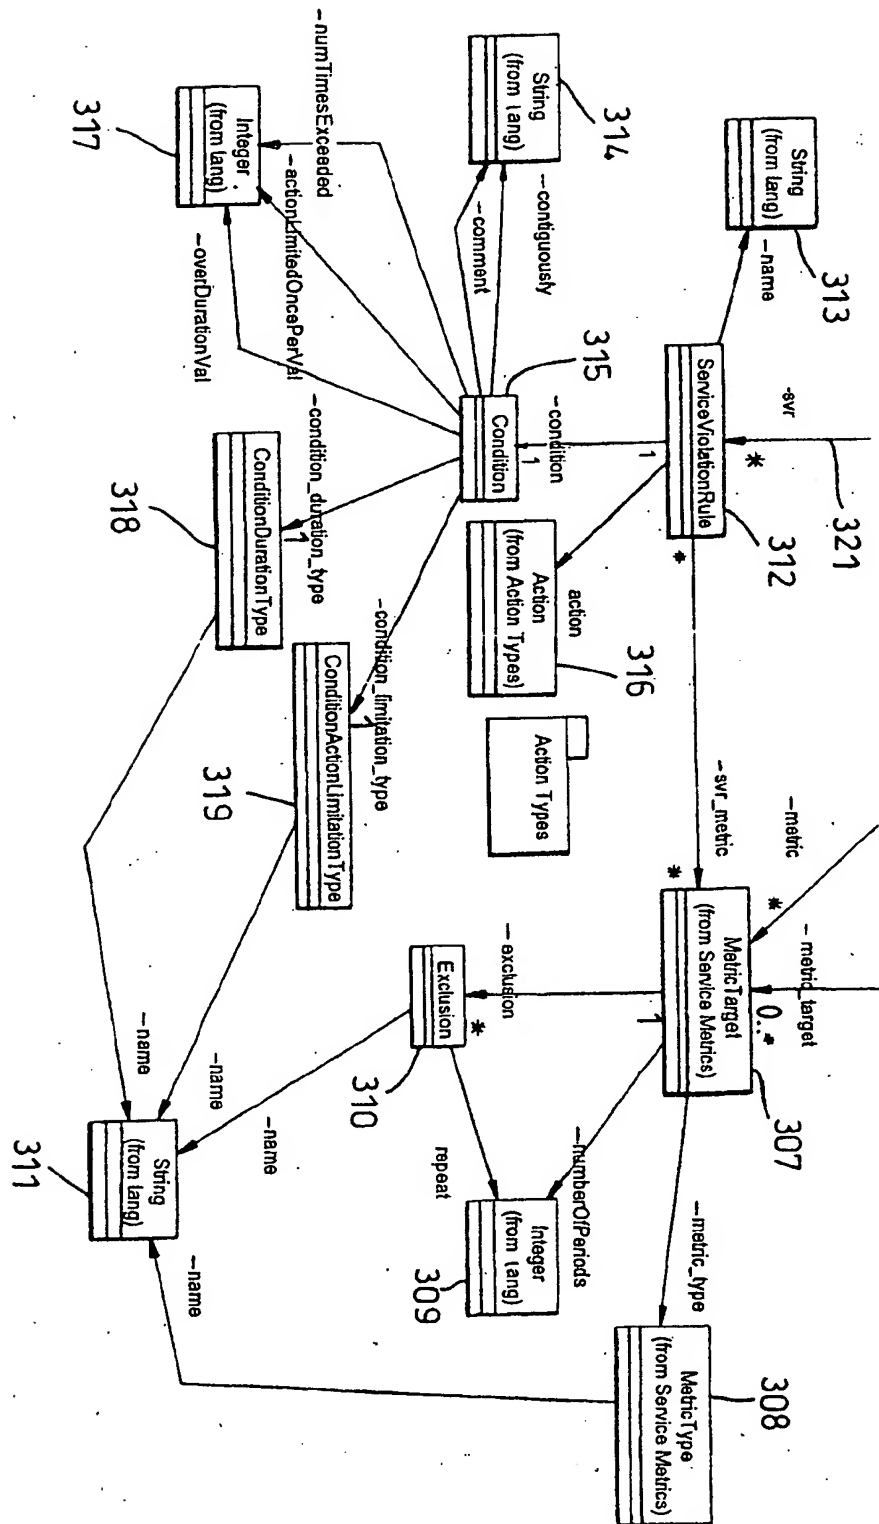 -svr
*
321
--metric
*
-- metric_target
0..*
313
String
(from lang)
--name
ServiceViolationRule
312
*
1
--svr_metric
*
MetricTarget
(from Service Metrics)
307
1
--metric_type
MetricType
(from Service Metrics)
308
314
String
(from lang)
--contiguously
--comment
315
--condition
1
Condition
action
Action
(from Action Types)
316
Action Types
--exclusion
*
Exclusion
310
--numberOfPeriods
repeat
Integer
(from lang)
309
--numTimesExceeded
--actionLimitedOncePerVal
--overDurationVal
Integer
(from lang)
317
--condition_duration_type
1
ConditionDurationType
318
--condition_limitation_type
1
ConditionActionLimitationType
319
--name
--name
--name
--name
String
(from lang)
311